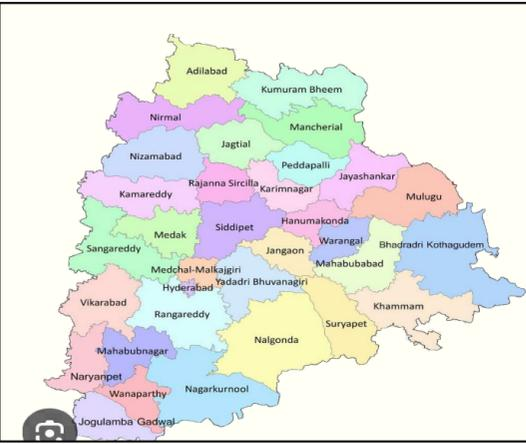 Adilabad
Kumuram Bheem
Nirmal
Mancherial
Jagtial
Nizamabad
Peddapalli
Jayashankar
Rajanna Sircilla
Karimnagar
Kamareddy
Mulugu
Hanumakonda
Siddipet
Medak
Warangal
Bhadradri Kothagudem
Sangareddy
Jangaon
Mahabubabad
Medchal-Malkajgiri
Yadadri Bhuvanagiri
Hyderabad
Vikarabad
Khammam
Rangareddy
Suryapet
Nalgonda
Mahabubnagar
Naryanpet
Nagarkurnool
Wanaparthy
Jogulamba Gadwal